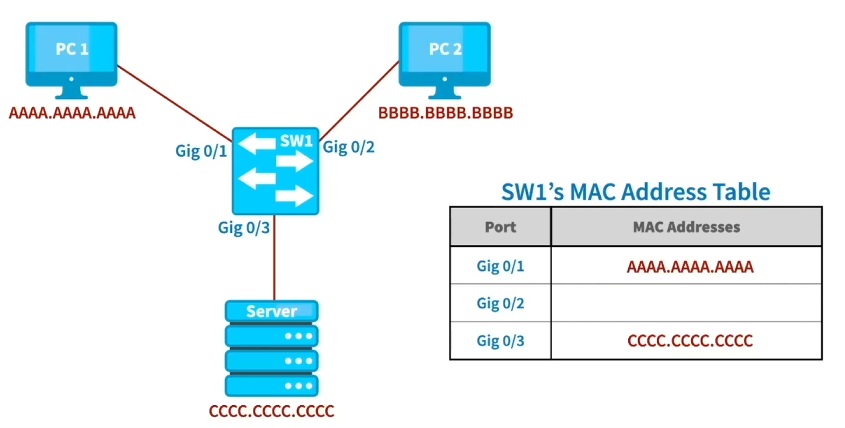 PC 1
PC 2
AAAA.AAAA.AAAA
BBBB.BBBB.BBBB
SW1
Gig 0/1
Gig 0/2
Gig 0/3
Server
CCCC.CCCC.CCCC
SW1's MAC Address Table
Port MAC Addresses
Gig 0/1 AAAA.AAAA.AAAA
Gig 0/2
Gig 0/3 CCCC.CCCC.CCCC